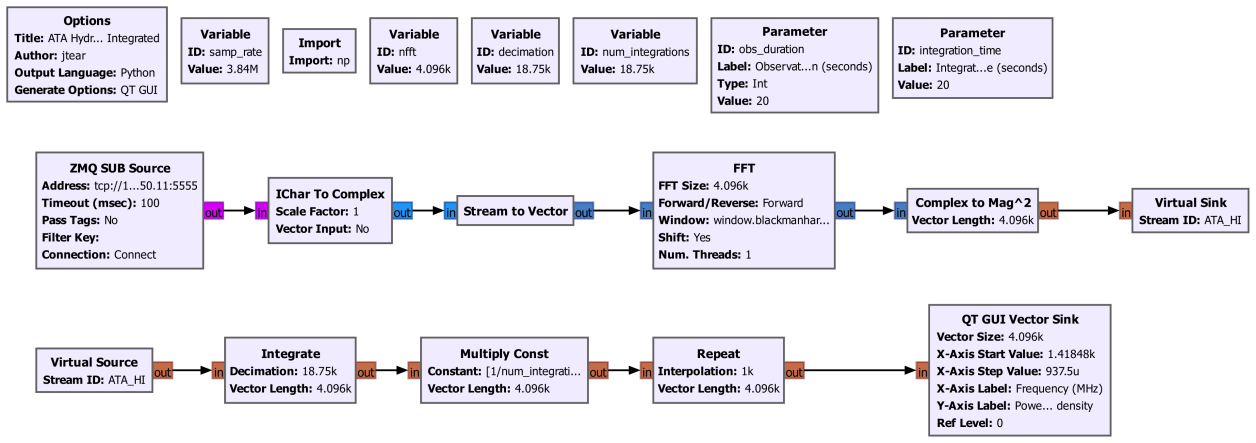 Options
Title: ATA Hydr... Integrated
Author: jtear
Output Language: Python
Generate Options: QT GUI
Variable
ID: samp_rate
Value: 3.84M
Import
Import: np
Variable
ID: nfft
Value: 4.096k
Variable
ID: decimation
Value: 18.75k
Variable
ID: num_integrations
Value: 18.75k
Parameter
ID: obs_duration
Label: Observat...n (seconds)
Type: Int
Value: 20
Parameter
ID: integration_time
Label: Integrat...e (seconds)
Value: 20
ZMQ SUB Source
Address: tcp://1...50.11:5555
Timeout (msec): 100
Pass Tags: No
Filter Key:
Connection: Connect
out
in
IChar To Complex
Scale Factor: 1
Vector Input: No
out
in
Stream to Vector
out
in
FFT
FFT Size: 4.096k
Forward/Reverse: Forward
Window: window.blackmanhar...
Shift: Yes
Num. Threads: 1
out
in
Complex to Mag^2
Vector Length: 4.096k
out
in
Virtual Sink
Stream ID: ATA_HI
Virtual Source
Stream ID: ATA_HI
out
in
Integrate
Decimation: 18.75k
Vector Length: 4.096k
out
in
Multiply Const
Constant: [1/num_integrati...
Vector Length: 4.096k
out
in
Repeat
Interpolation: 1k
Vector Length: 4.096k
out
in
QT GUI Vector Sink
Vector Size: 4.096k
X-Axis Start Value: 1.41848k
X-Axis Step Value: 937.5u
X-Axis Label: Frequency (MHz)
Y-Axis Label: Powe... density
Ref Level: 0